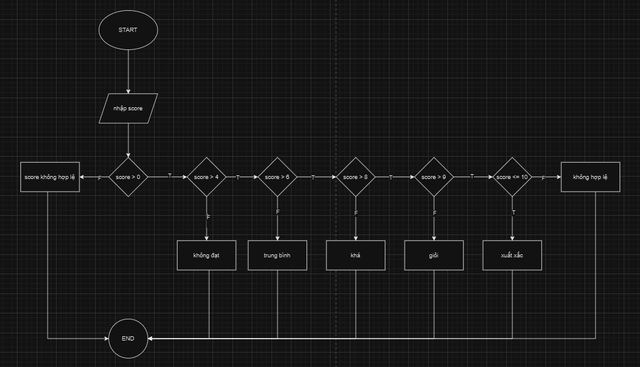 START
nhập score
score không hợp lệ
F
score > 0
T
score > 4
T
score > 6
T
score > 8
T
score > 9
T
score <= 10
F
không hợp lệ
F
F
F
F
T
không đạt
trung bình
khá
giỏi
xuất xắc
END